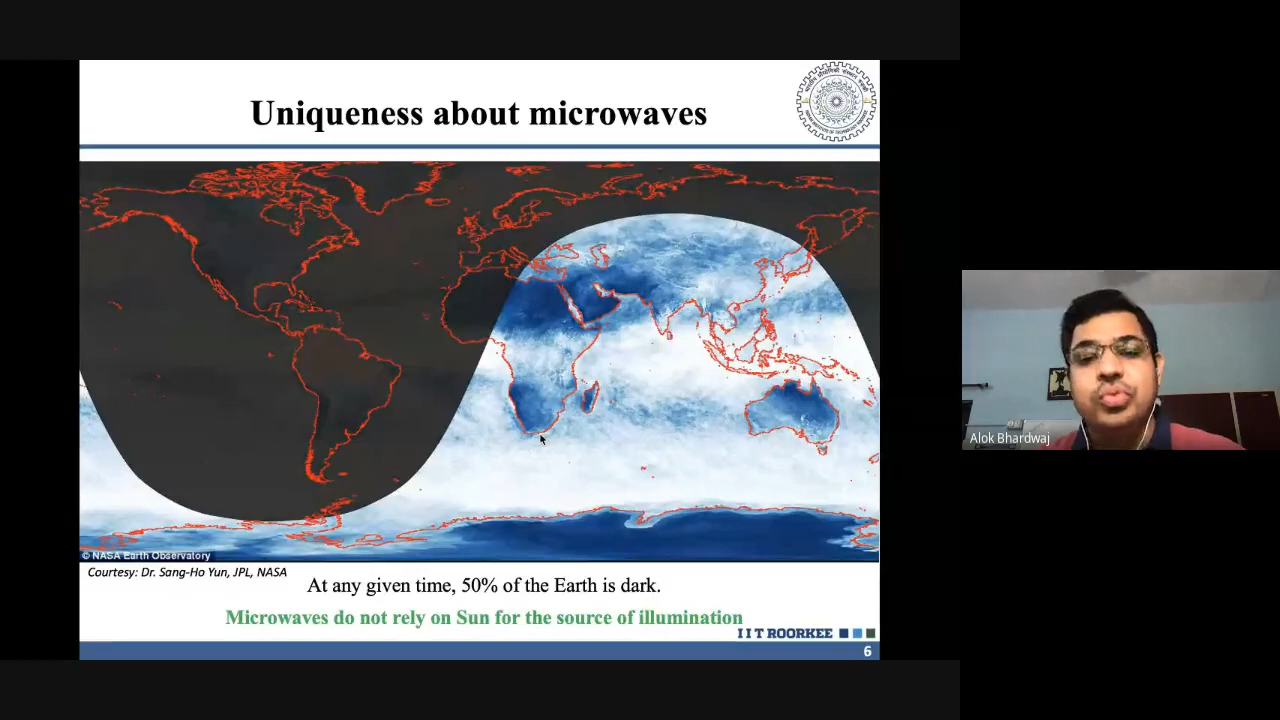 Uniqueness about microwaves
© NASA Earth Observatory
Courtesy: Dr. Sang-Ho Yun, JPL, NASA
At any given time, 50% of the Earth is dark.
Microwaves do not rely on Sun for the source of illumination
I I T ROORKEE
6
Alok Bhardwaj